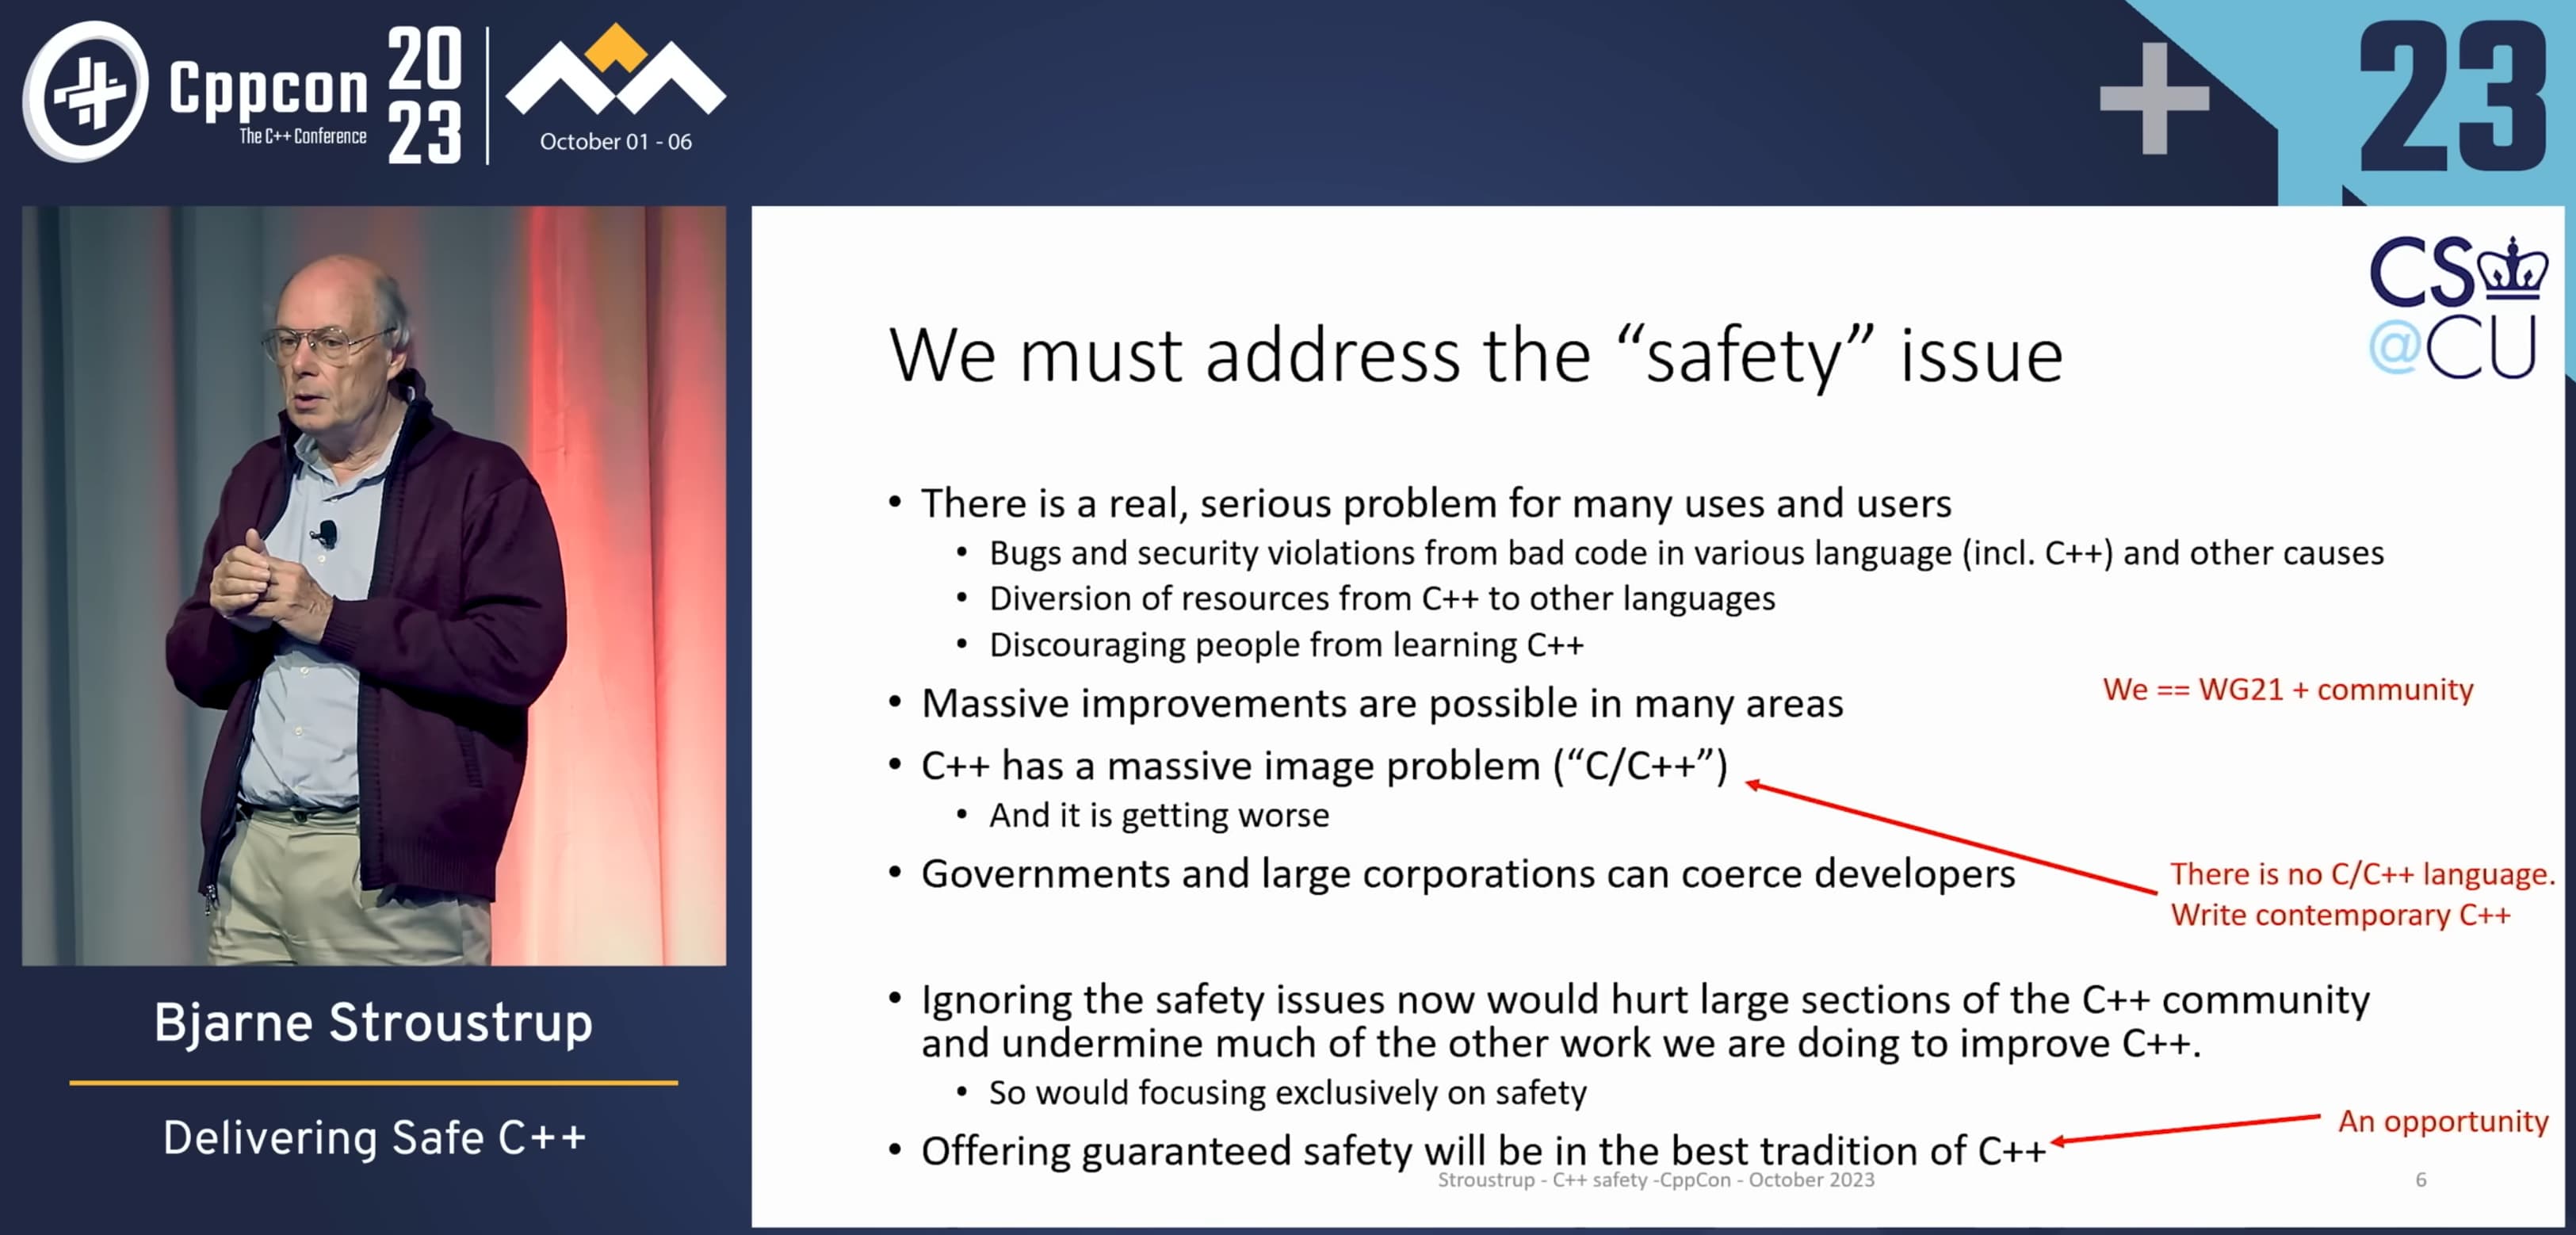 Cppcon
The C++ Conference
20
23
October 01 - 06
23
Bjarne Stroustrup
Delivering Safe C++
CS
@CU
We must address the “safety” issue
• There is a real, serious problem for many uses and users
• Bugs and security violations from bad code in various language (incl. C++) and other causes
• Diversion of resources from C++ to other languages
• Discouraging people from learning C++
We == WG21 + community
• Massive improvements are possible in many areas
• C++ has a massive image problem (“C/C++”)
• And it is getting worse
• Governments and large corporations can coerce developers
There is no C/C++ language.
Write contemporary C++
• Ignoring the safety issues now would hurt large sections of the C++ community
and undermine much of the other work we are doing to improve C++.
• So would focusing exclusively on safety
An opportunity
• Offering guaranteed safety will be in the best tradition of C++
Stroustrup - C++ safety -CppCon - October 2023
6